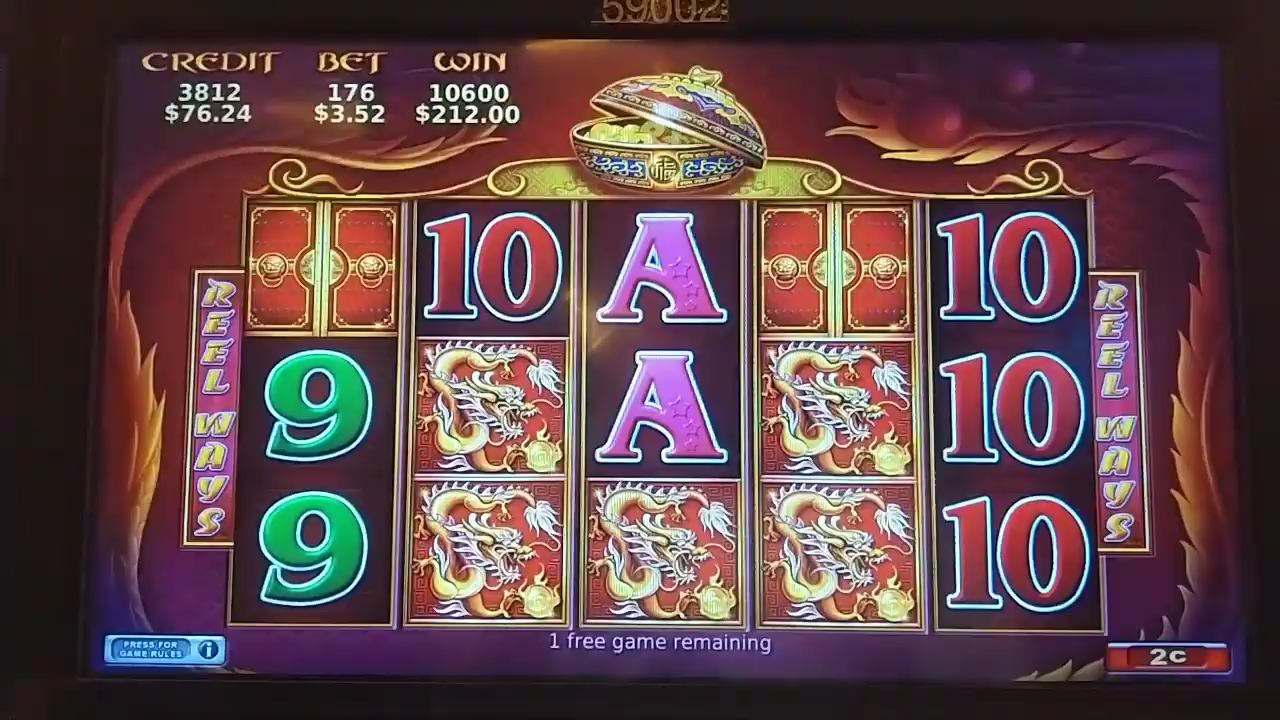 59002
CREDIT BET WIN
3812 176 10600
$76.24 $3.52 $212.00
福
10 A 10
REEL WAYS
9 A 10
REEL WAYS
9 10
1 free game remaining
PRESS FOR
GAME RULES i
2c